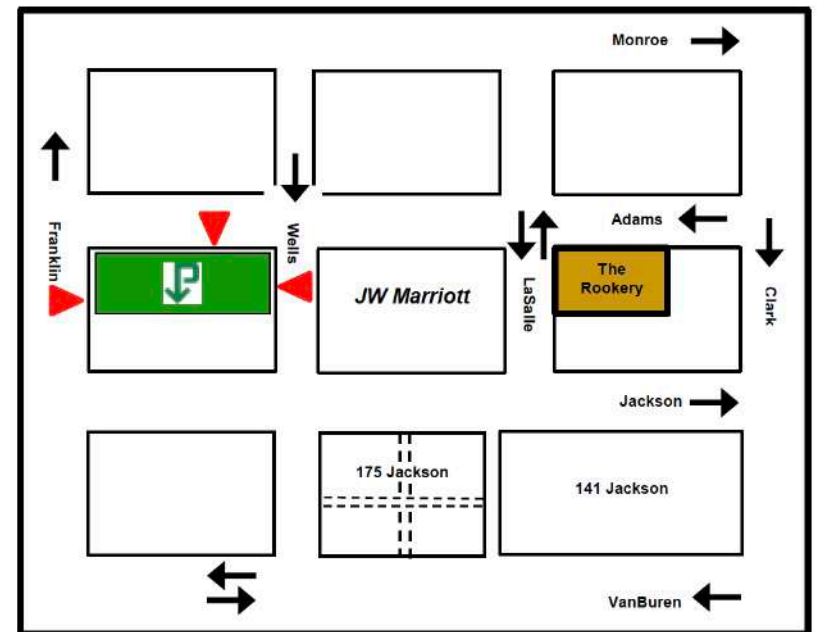 Monroe
Franklin
Wells
Adams
P
JW Marriott
LaSalle
The
Rookery
Clark
Jackson
175 Jackson
141 Jackson
VanBuren